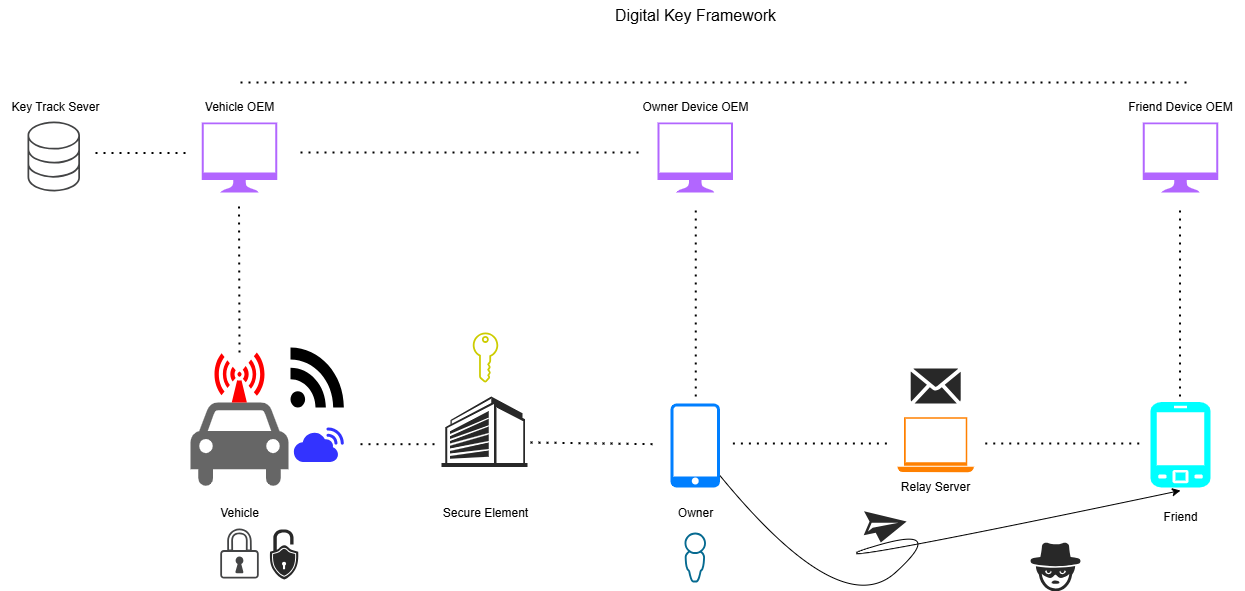 Digital Key Framework
Key Track Sever
Vehicle OEM
Owner Device OEM
Friend Device OEM
Relay Server
Vehicle
Secure Element
Owner
Friend